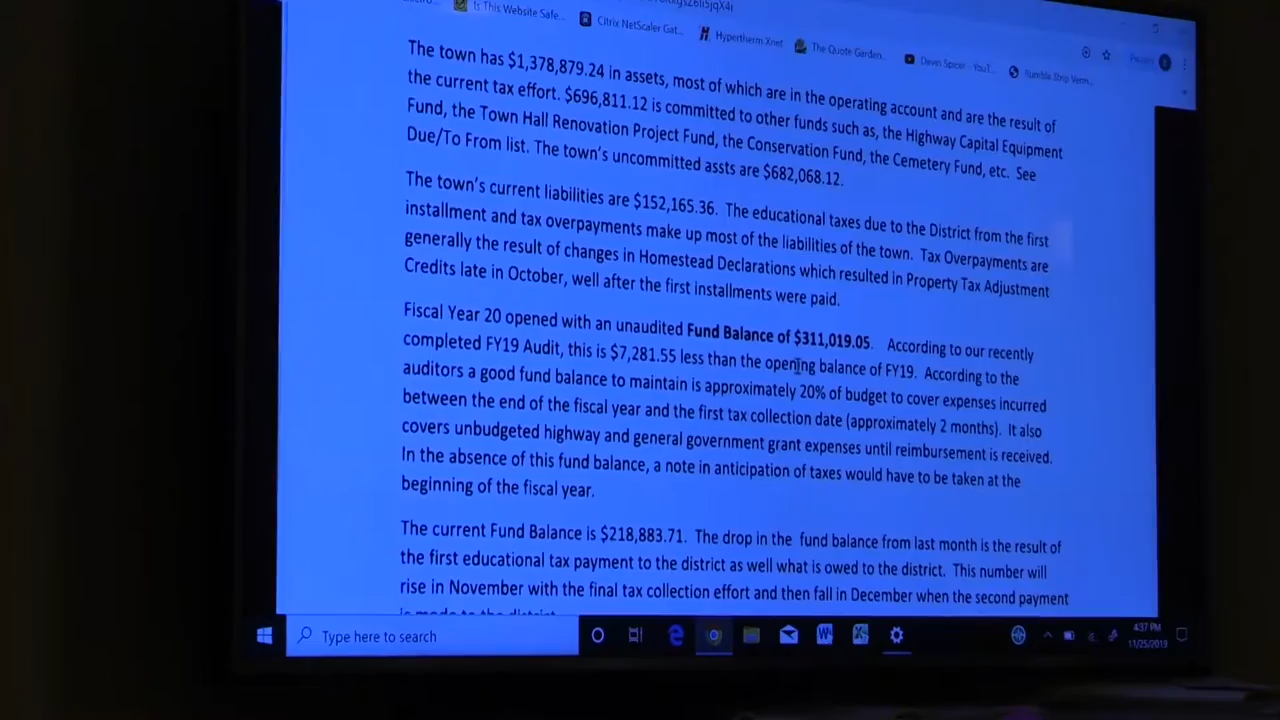 Is This Website Safe...
Citrix NetScaler Gat...
Hypertherm Xnet
The Quote Garden...
Devin Spicer - YouT...
Rumble Strip Verm...
The town has $1,378,879.24 in assets, most of which are in the operating account and are the result of
the current tax effort. $696,811.12 is committed to other funds such as, the Highway Capital Equipment
Fund, the Town Hall Renovation Project Fund, the Conservation Fund, the Cemetery Fund, etc. See
Due/To From list. The town's uncommitted assts are $682,068.12.
The town's current liabilities are $152,165.36. The educational taxes due to the District from the first
installment and tax overpayments make up most of the liabilities of the town. Tax Overpayments are
generally the result of changes in Homestead Declarations which resulted in Property Tax Adjustment
Credits late in October, well after the first installments were paid.
Fiscal Year 20 opened with an unaudited Fund Balance of $311,019.05. According to our recently
completed FY19 Audit, this is $7,281.55 less than the opening balance of FY19. According to the
auditors a good fund balance to maintain is approximately 20% of budget to cover expenses incurred
between the end of the fiscal year and the first tax collection date (approximately 2 months). It also
covers unbudgeted highway and general government grant expenses until reimbursement is received.
In the absence of this fund balance, a note in anticipation of taxes would have to be taken at the
beginning of the fiscal year.
The current Fund Balance is $218,883.71. The drop in the fund balance from last month is the result of
the first educational tax payment to the district as well what is owed to the district. This number will
rise in November with the final tax collection effort and then fall in December when the second payment
is made to the district
Type here to search
4:37 PM
11/25/2019